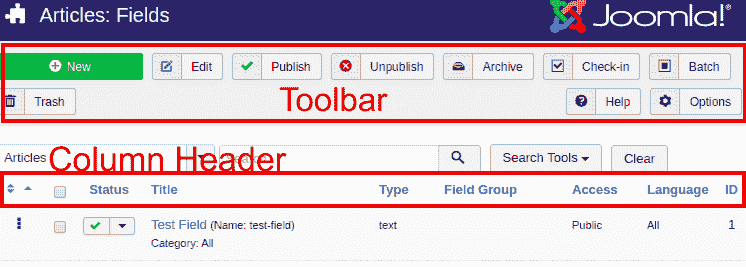 Articles: Fields
Joomla!®
New Edit Publish Unpublish Archive Check-in Batch
Trash Help Options
Toolbar
Articles Search Tools Clear
Column Header
Status Title Type Field Group Access Language ID
Test Field (Name: test-field) text Public All 1
Category: All